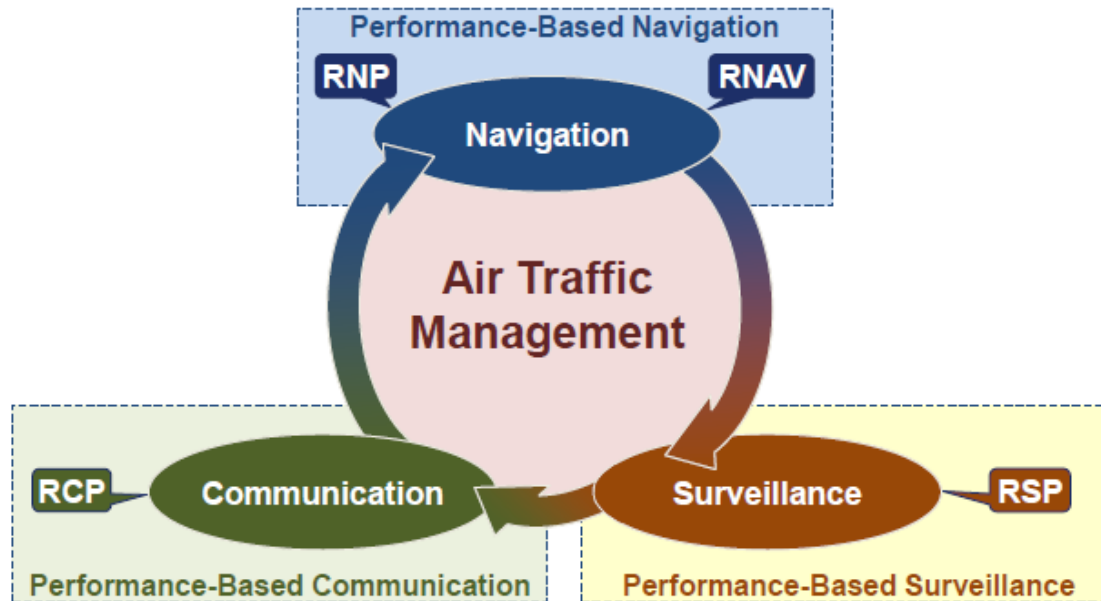 Performance-Based Navigation
RNP
RNAV
Navigation
Air Traffic
Management
RCP
Communication
Surveillance
RSP
Performance-Based Communication
Performance-Based Surveillance